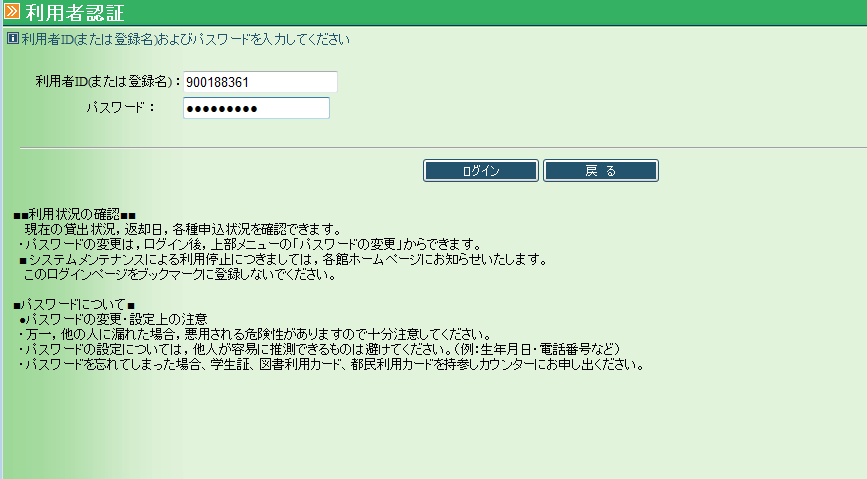 利用者認証
利用者ID(または登録名)およびパスワードを入力してください
利用者ID(または登録名)： 900188361
パスワード： ●●●●●●●●●
ログイン 戻 る
■■利用状況の確認■■
現在の貸出状況，返却日，各種申込状況を確認できます。
・パスワードの変更は，ログイン後，上部メニューの「パスワードの変更」からできます。
■システムメンテナンスによる利用停止につきましては，各館ホームページにお知らせいたします。
このログインページをブックマークに登録しないでください。
■パスワードについて■
●パスワードの変更・設定上の注意
・万一，他の人に漏れた場合，悪用される危険性がありますので十分注意してください。
・パスワードの設定については，他人が容易に推測できるものは避けてください。（例：生年月日・電話番号など）
・パスワードを忘れてしまった場合、学生証、図書利用カード、都民利用カードを持参しカウンターにお申し出ください。